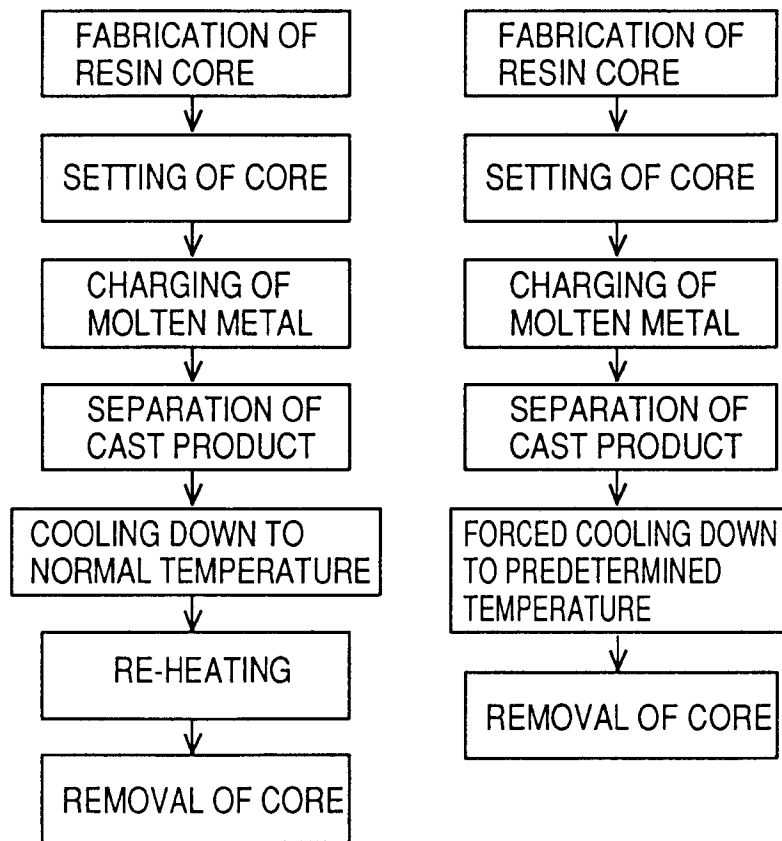 FABRICATION OF
RESIN CORE
SETTING OF CORE
CHARGING OF
MOLTEN METAL
SEPARATION OF
CAST PRODUCT
COOLING DOWN TO
NORMAL TEMPERATURE
RE-HEATING
REMOVAL OF CORE
FABRICATION OF
RESIN CORE
SETTING OF CORE
CHARGING OF
MOLTEN METAL
SEPARATION OF
CAST PRODUCT
FORCED COOLING DOWN
TO PREDETERMINED
TEMPERATURE
REMOVAL OF CORE